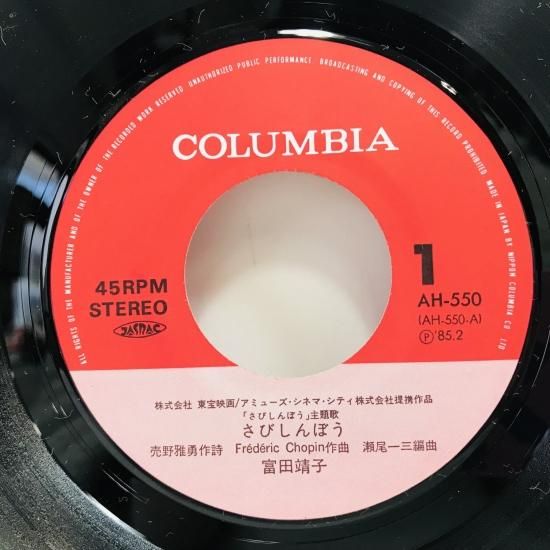 ALL RIGHTS OF THE MANUFACTURER AND OF THE OWNER OF THE RECORDED WORK RESERVED UNAUTHORIZED PUBLIC PERFORMANCE. BROADCASTING AND COPYING OF THIS RECORD PROHIBITED. MADE IN JAPAN BY NIPPON COLUMBIA CO. LTD
COLUMBIA
1
45RPM
STEREO
JASRAC
AH-550
(AH-550-A)
Ⓟ'85.2
株式会社 東宝映画/アミューズ・シネマ・シティ株式会社提携作品
「さびしんぼう」主題歌
さびしんぼう
売野雅勇作詩 Frédéric Chopin作曲 瀬尾一三編曲
富田靖子